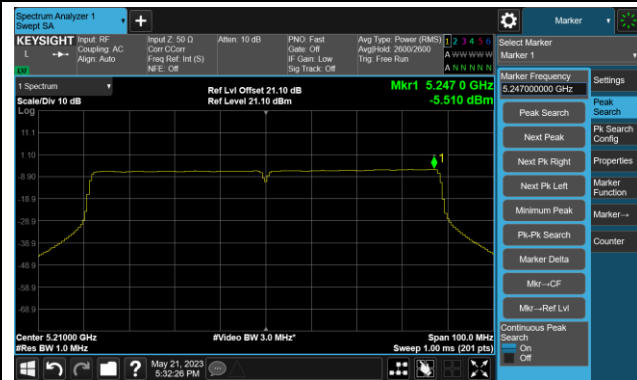 Spectrum Analyzer 1
Swept SA
Marker
KEYSIGHT
L
LXI
Input: RF
Coupling: AC
Align: Auto
Input Z: 50 Ω
Corr CCorr
Freq Ref: Int (S)
NFE: Off
Atten: 10 dB
PNO: Fast
Gate: Off
IF Gain: Low
Sig Track: Off
Avg Type: Power (RMS)
Avg|Hold: 2600/2600
Trig: Free Run
1 2 3 4 5 6
A W W W W W
A N N N N N
Select Marker
Marker 1
1 Spectrum
Scale/Div 10 dB
Log
Ref Lvl Offset 21.10 dB
Ref Level 21.10 dBm
Mkr1 5.247 0 GHz
-5.510 dBm
11.1
1.10
-8.90
-18.9
-28.9
-38.9
-48.9
-58.9
-68.9
1
Center 5.21000 GHz
#Res BW 1.0 MHz
#Video BW 3.0 MHz*
Span 100.0 MHz
Sweep 1.00 ms (201 pts)
Marker Frequency
5.247000000 GHz
Peak Search
Next Peak
Next Pk Right
Next Pk Left
Minimum Peak
Pk-Pk Search
Marker Delta
Mkr→CF
Mkr→Ref Lvl
Continuous Peak
Search
On
Off
Settings
Peak
Search
Pk Search
Config
Properties
Marker
Function
Marker→
Counter
?
May 21, 2023
5:32:26 PM